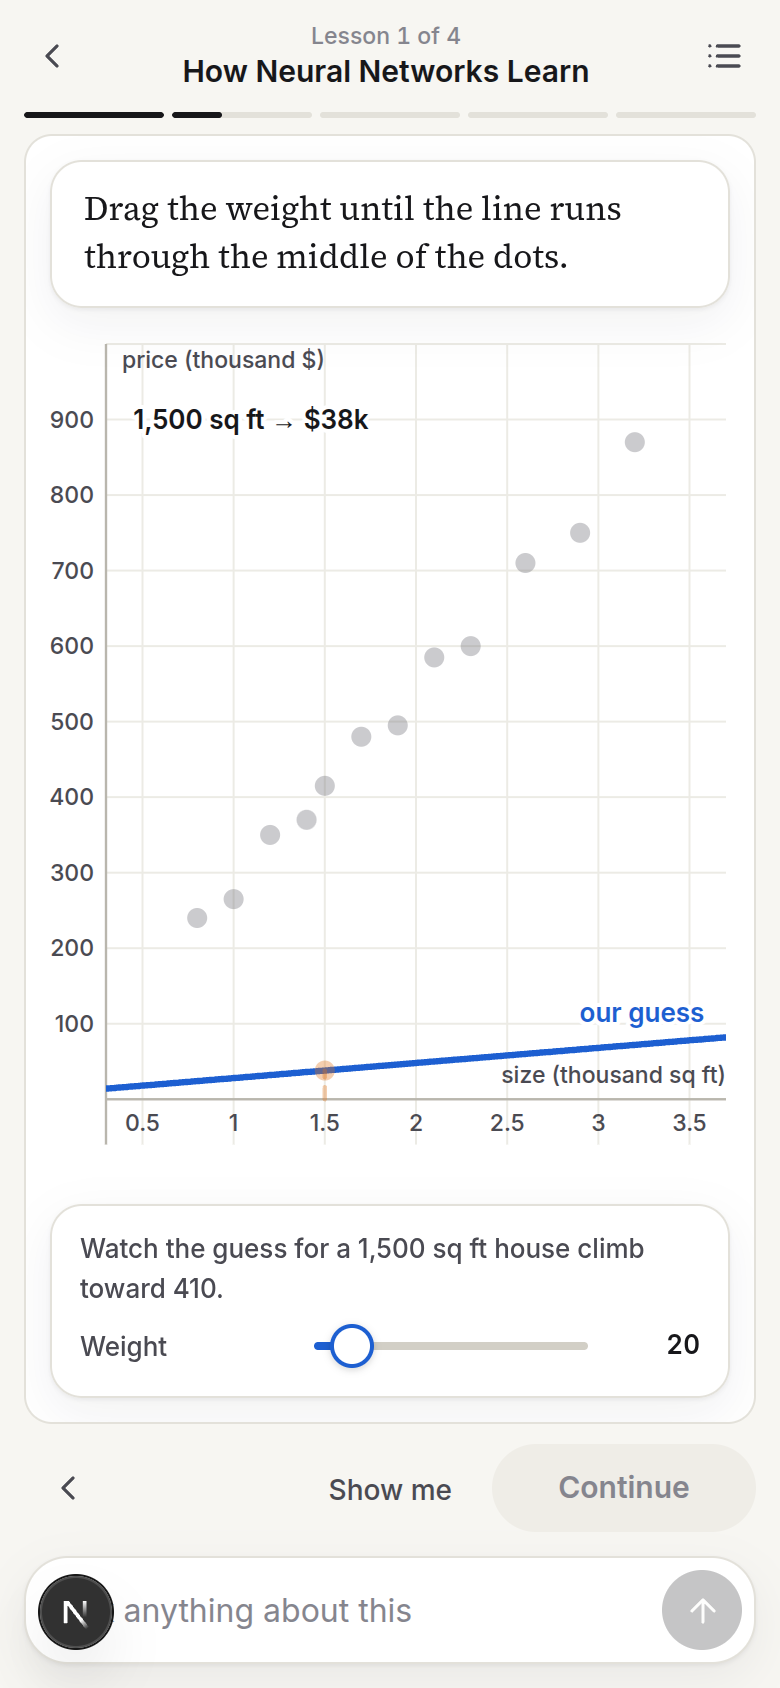 Lesson 1 of 4
How Neural Networks Learn
Drag the weight until the line runs
through the middle of the dots.
price (thousand $)
1,500 sq ft → $38k
900
800
700
600
500
400
300
200
100
our guess
size (thousand sq ft)
0.5 1 1.5 2 2.5 3 3.5
Watch the guess for a 1,500 sq ft house climb
toward 410.
Weight 20
Show me Continue
N anything about this